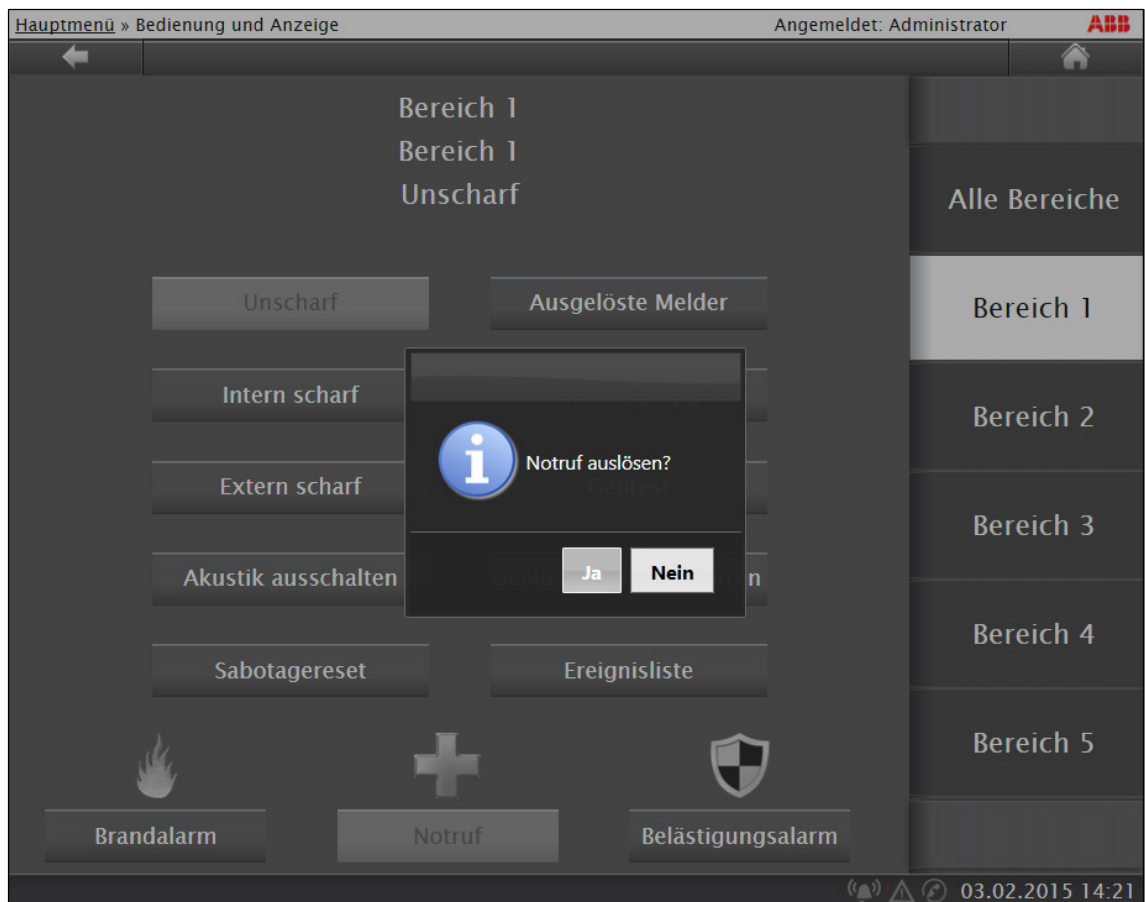 Hauptmenü » Bedienung und Anzeige
Angemeldet: Administrator
ABB
Bereich 1
Bereich 1
Unscharf
Unscharf
Ausgelöste Melder
Intern scharf
Extern scharf
Gehtest
Akustik ausschalten
Sabotagereset
Ereignisliste
Notruf auslösen?
Ja
Nein
Brandalarm
Notruf
Belästigungsalarm
Alle Bereiche
Bereich 1
Bereich 2
Bereich 3
Bereich 4
Bereich 5
03.02.2015 14:21